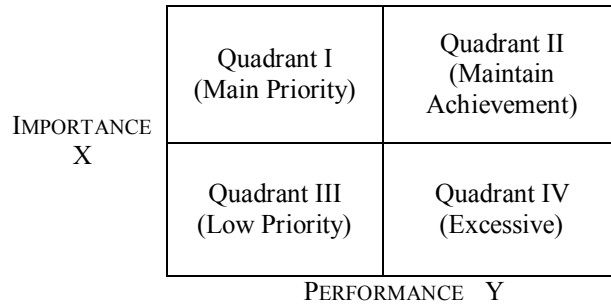 Quadrant I
(Main Priority)
Quadrant II
(Maintain
Achievement)
IMPORTANCE
X
Quadrant III
(Low Priority)
Quadrant IV
(Excessive)
PERFORMANCE Y